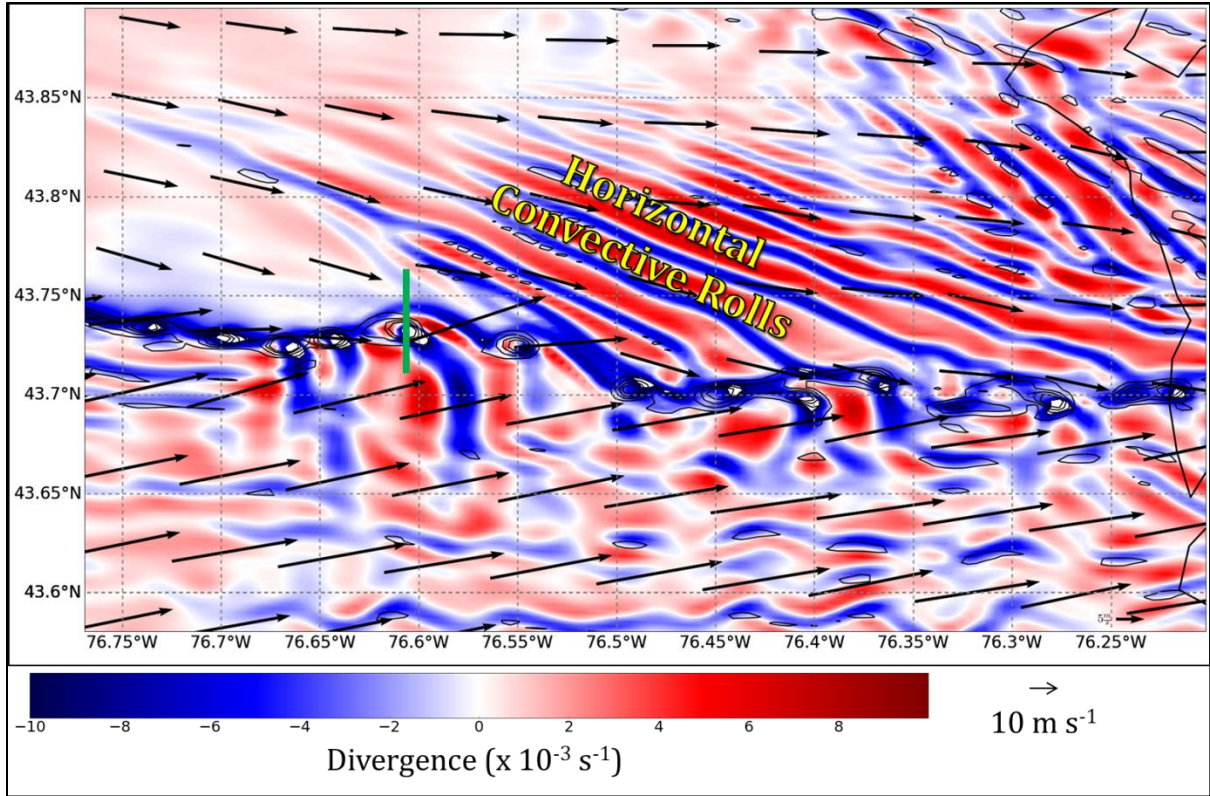 43.85°N
43.8°N
43.75°N
43.7°N
43.65°N
43.6°N
Horizontal
Convective Rolls
5 m/s
76.75°W 76.7°W 76.65°W 76.6°W 76.55°W 76.5°W 76.45°W 76.4°W 76.35°W 76.3°W 76.25°W
−10 −8 −6 −4 −2 0 2 4 6 8
Divergence (x 10⁻³ s⁻¹)
10 m s⁻¹